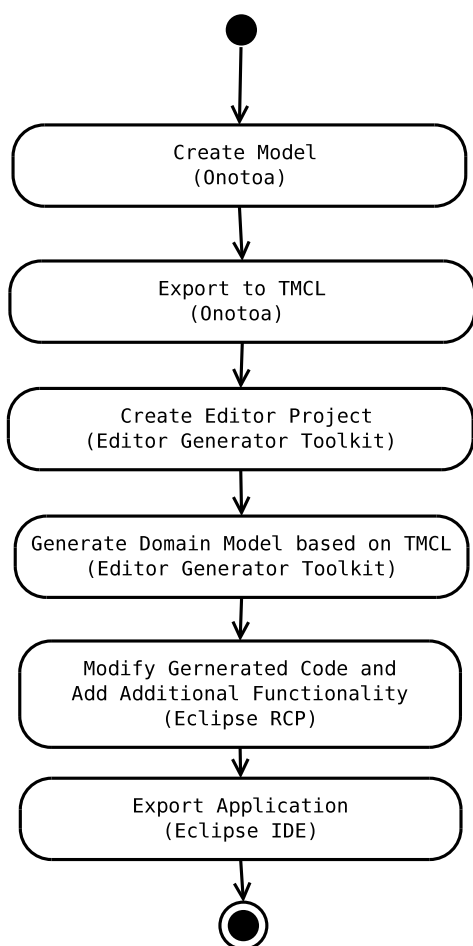 Create Model
(Onotoa)
Export to TMCL
(Onotoa)
Create Editor Project
(Editor Generator Toolkit)
Generate Domain Model based on TMCL
(Editor Generator Toolkit)
Modify Gernerated Code and
Add Additional Functionality
(Eclipse RCP)
Export Application
(Eclipse IDE)